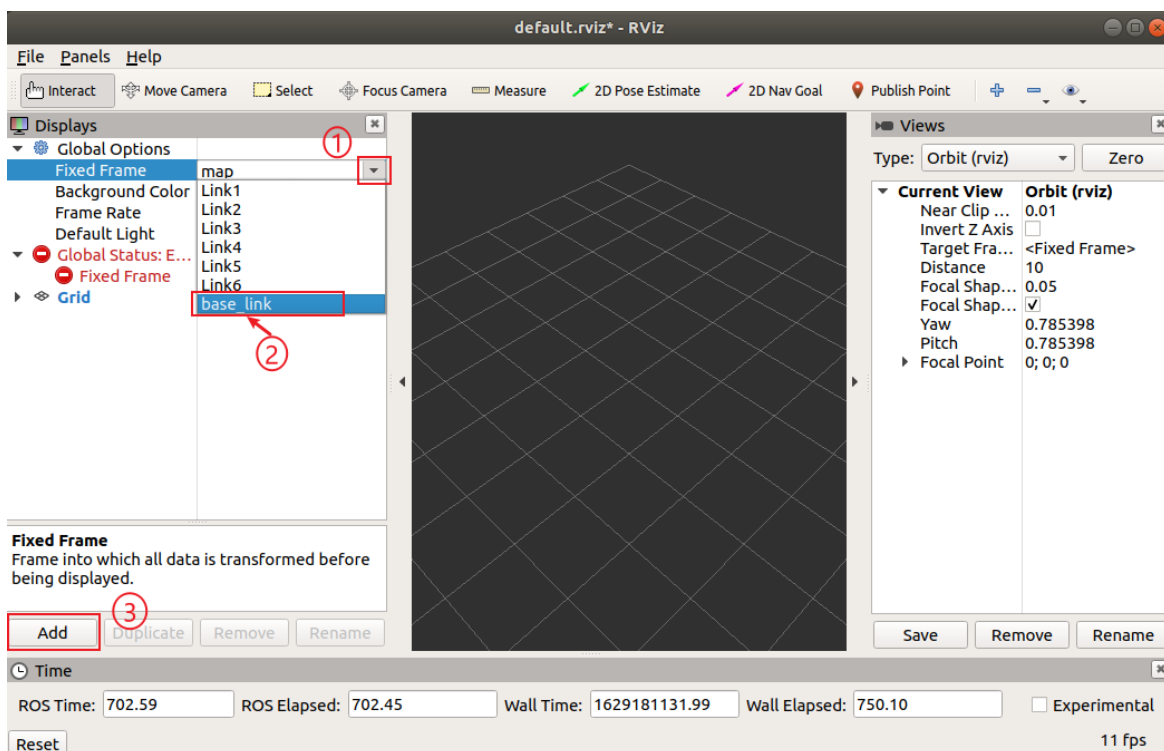 default.rviz* - RViz
File Panels Help
Interact Move Camera Select Focus Camera Measure 2D Pose Estimate 2D Nav Goal Publish Point
Displays
Global Options
Fixed Frame map
Background Color
Frame Rate
Default Light
Global Status: E...
Fixed Frame
Grid
Link1
Link2
Link3
Link4
Link5
Link6
base_link
1
2
Fixed Frame
Frame into which all data is transformed before
being displayed.
3
Add Duplicate Remove Rename
Views
Type: Orbit (rviz) Zero
Current View Orbit (rviz)
Near Clip ... 0.01
Invert Z Axis
Target Fra... <Fixed Frame>
Distance 10
Focal Shap... 0.05
Focal Shap...
Yaw 0.785398
Pitch 0.785398
Focal Point 0; 0; 0
Save Remove Rename
Time
ROS Time: 702.59 ROS Elapsed: 702.45 Wall Time: 1629181131.99 Wall Elapsed: 750.10 Experimental
Reset 11 fps